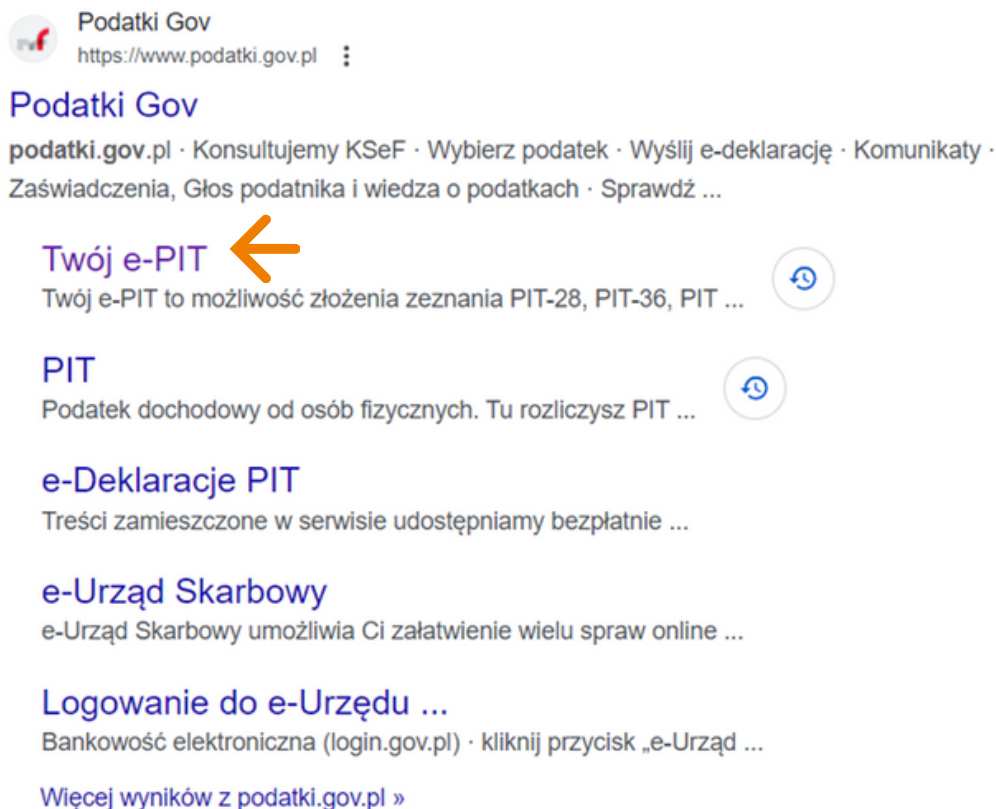 Podatki Gov
https://www.podatki.gov.pl
Podatki Gov
podatki.gov.pl · Konsultujemy KSeF · Wybierz podatek · Wyślij e-deklarację · Komunikaty ·
Zaświadczenia, Głos podatnika i wiedza o podatkach · Sprawdź ...
Twój e-PIT
Twój e-PIT to możliwość złożenia zeznania PIT-28, PIT-36, PIT ...
PIT
Podatek dochodowy od osób fizycznych. Tu rozliczysz PIT ...
e-Deklaracje PIT
Treści zamieszczone w serwisie udostępniamy bezpłatnie ...
e-Urząd Skarbowy
e-Urząd Skarbowy umożliwia Ci załatwienie wielu spraw online ...
Logowanie do e-Urzędu ...
Bankowość elektroniczna (login.gov.pl) · kliknij przycisk „e-Urząd ...
Więcej wyników z podatki.gov.pl »